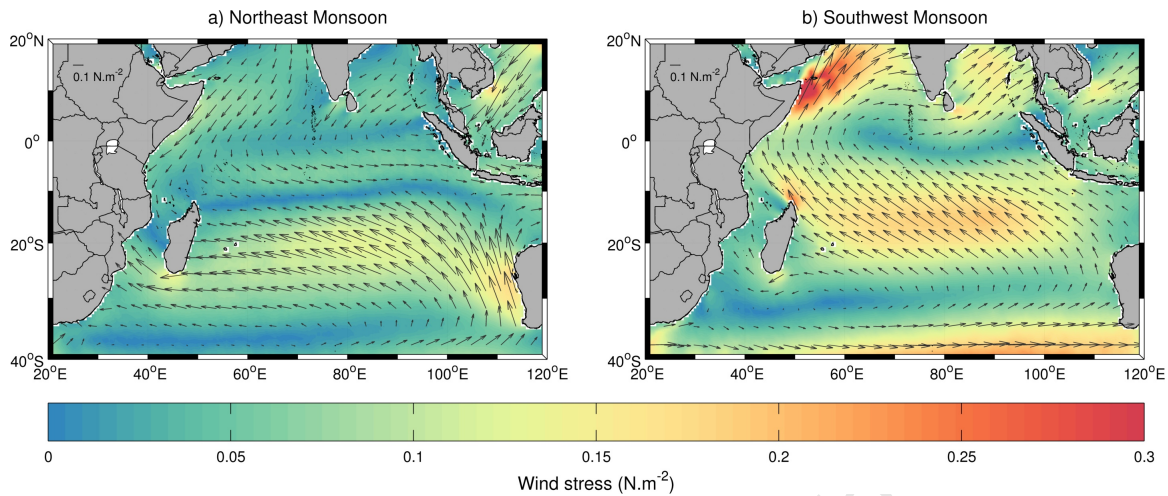 a) Northeast Monsoon
b) Southwest Monsoon
20°N
0°
20°S
40°S
0.1 N.m⁻²
20°E 40°E 60°E 80°E 100°E 120°E
20°N
0°
20°S
40°S
0.1 N.m⁻²
20°E 40°E 60°E 80°E 100°E 120°E
0 0.05 0.1 0.15 0.2 0.25 0.3
Wind stress (N.m⁻²)